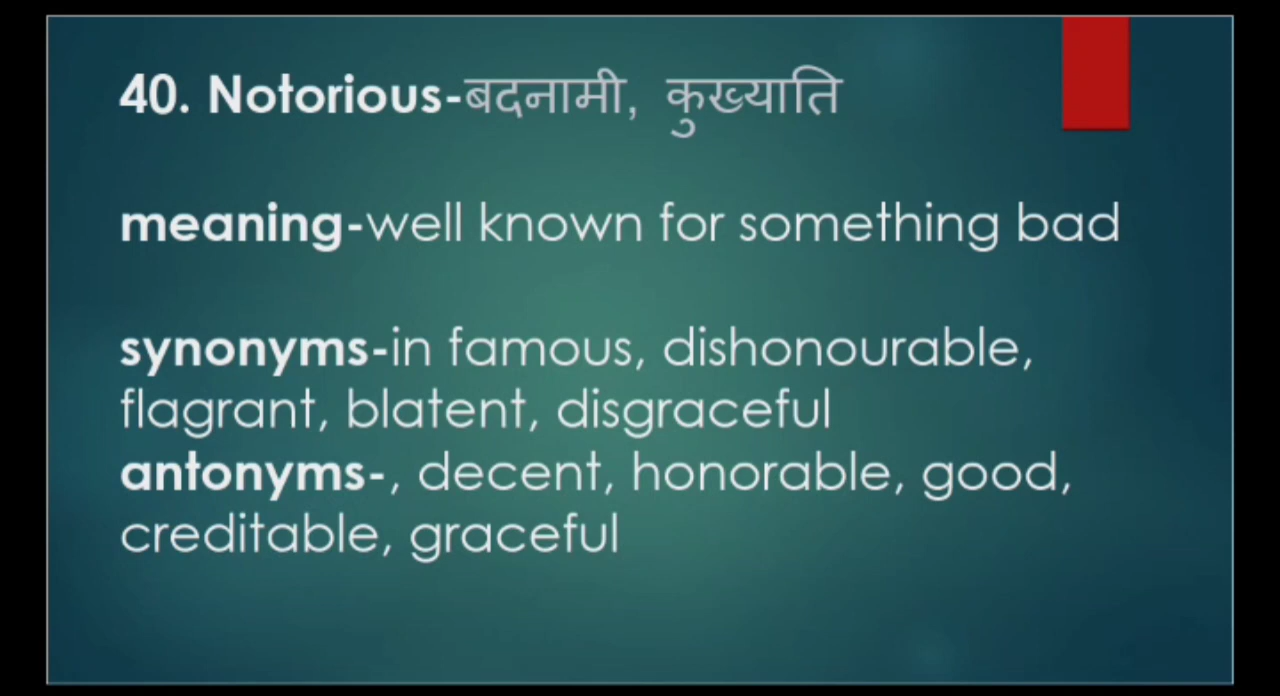 40. Notorious-बदनामी, कुख्याति
meaning-well known for something bad
synonyms-in famous, dishonourable,
flagrant, blatent, disgraceful
antonyms-, decent, honorable, good,
creditable, graceful